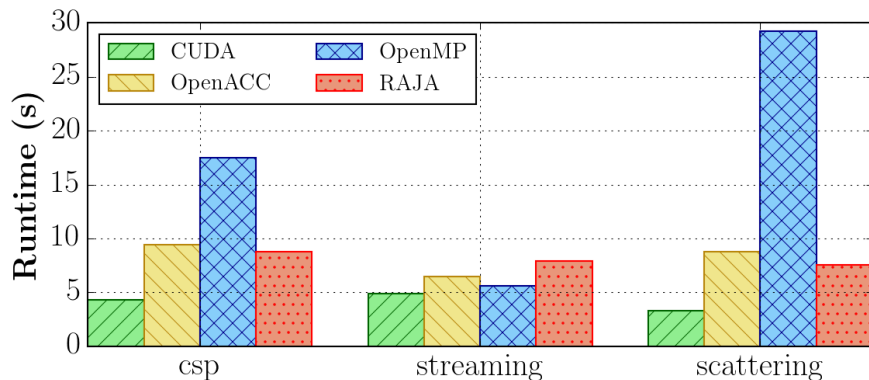 30
25
20
15
10
5
0
Runtime (s)
CUDA
OpenACC
OpenMP
RAJA
csp
streaming
scattering